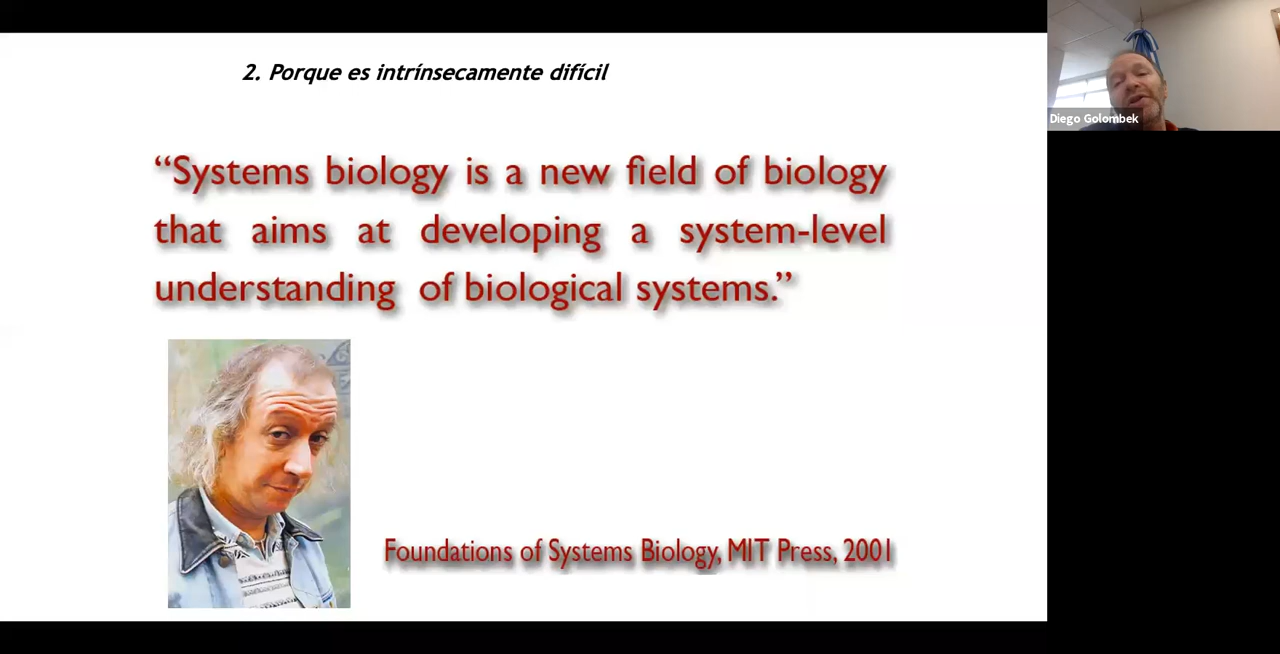 2. Porque es intrínsecamente difícil
“Systems biology is a new field of biology
that aims at developing a system-level
understanding of biological systems.”
Foundations of Systems Biology, MIT Press, 2001
Diego Golombek